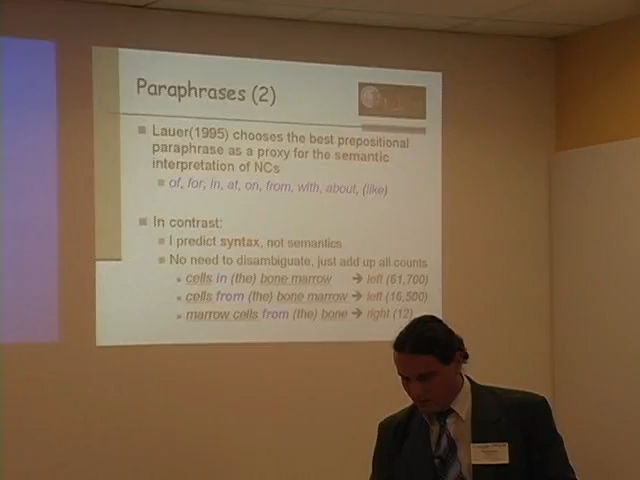 Paraphrases (2)
Lauer(1995) chooses the best prepositional
paraphrase as a proxy for the semantic
interpretation of NCs
of, for, in, at, on, from, with, about, (like)
In contrast:
I predict syntax, not semantics
No need to disambiguate, just add up all counts
cells in (the) bone marrow → left (61,700)
cells from (the) bone marrow → left (16,500)
marrow cells from (the) bone → right (12)